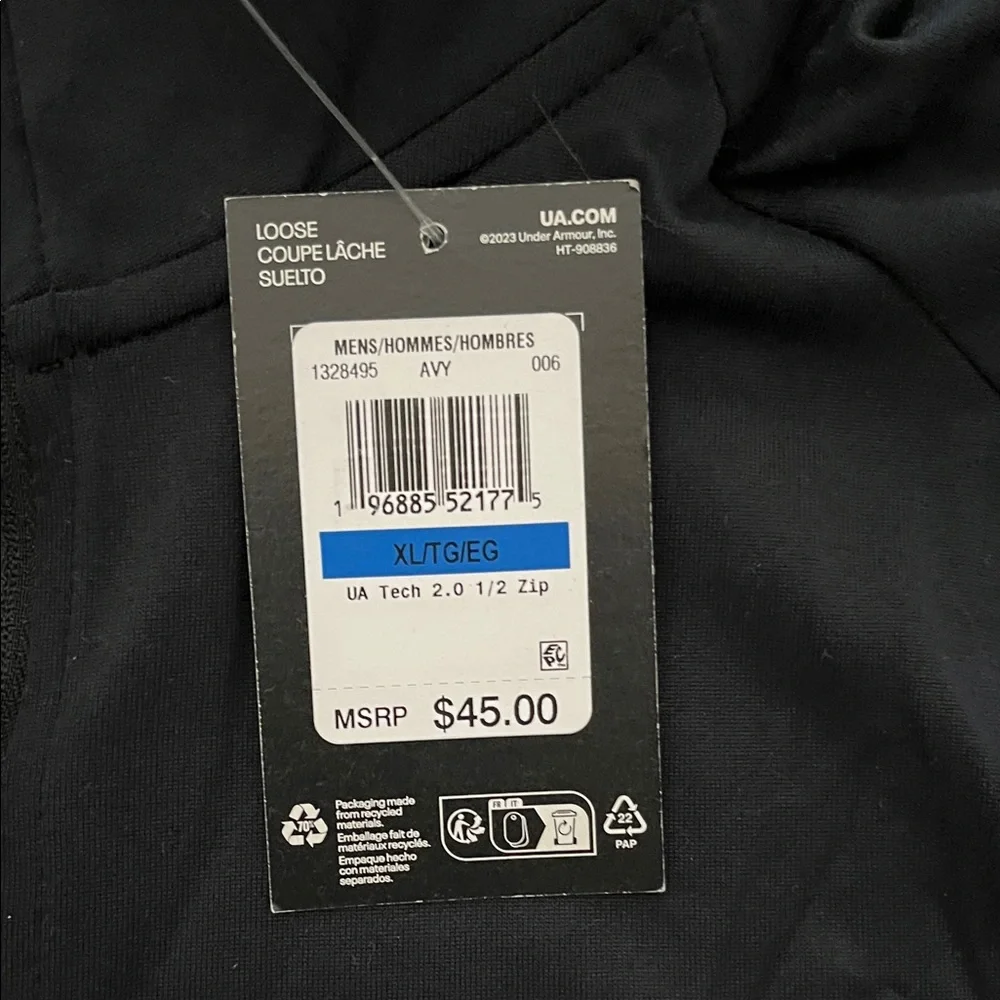 LOOSE
COUPE LÂCHE
SUELTO
UA.COM
©2023 Under Armour, Inc.
HT-908836
MENS/HOMMES/HOMBRES
1328495 AVY 006
1 96885 52177 5
XL/TG/EG
UA Tech 2.0 1/2 Zip
EPC
MSRP $45.00
70%
Packaging made
from recycled
materials.
Emballage fait de
matériaux recyclés.
Empaque hecho
con materiales
separados.
FR IT
22
PAP